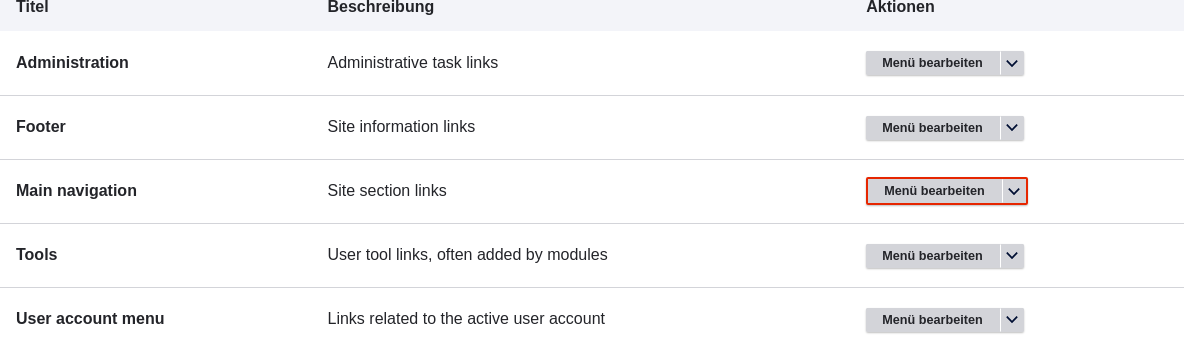 Titel Beschreibung Aktionen
Administration Administrative task links Menü bearbeiten
Footer Site information links Menü bearbeiten
Main navigation Site section links Menü bearbeiten
Tools User tool links, often added by modules Menü bearbeiten
User account menu Links related to the active user account Menü bearbeiten